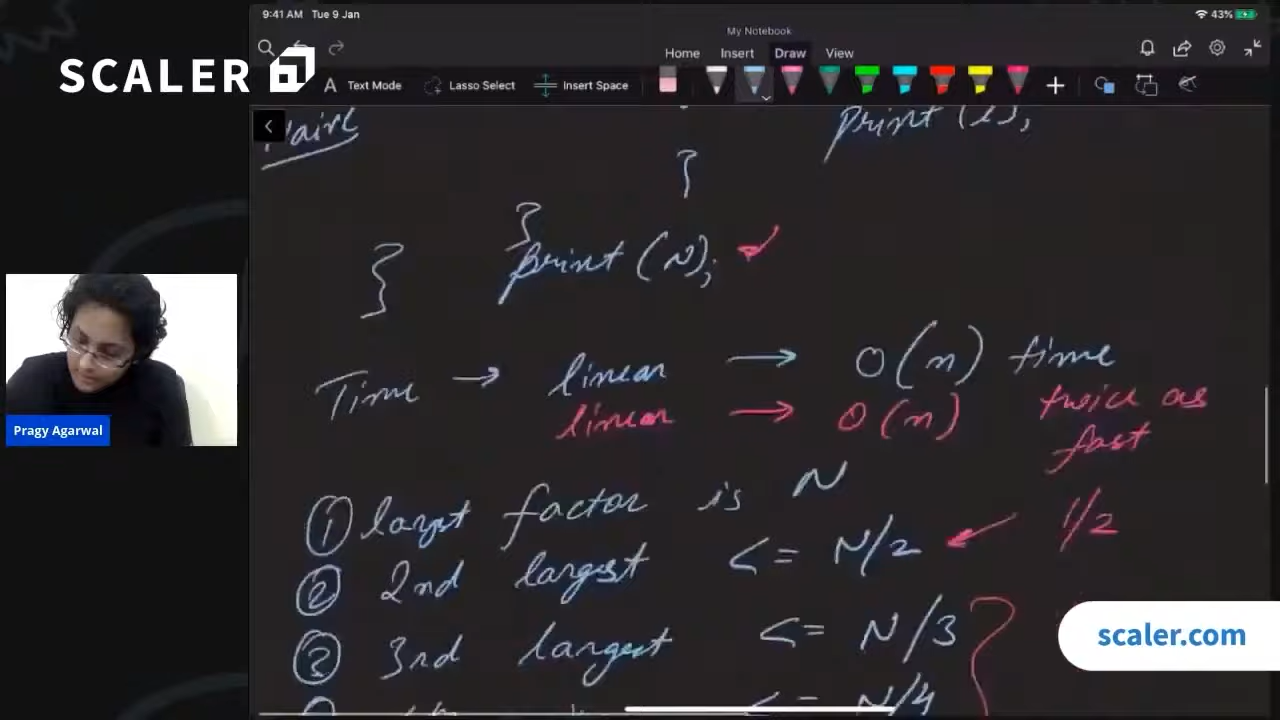 9:41 AM Tue 9 Jan
43%
My Notebook
Home Insert Draw View
SCALER
Text Mode Lasso Select Insert Space
print (i);
}
}
print (N);
}
Time → linear → O(n) time
linear → O(n) twice as
fast
Pragy Agarwal
① largest factor is N
② 2nd largest <= N/2 1/2
③ 3rd largest <= N/3
<= N/4
scaler.com